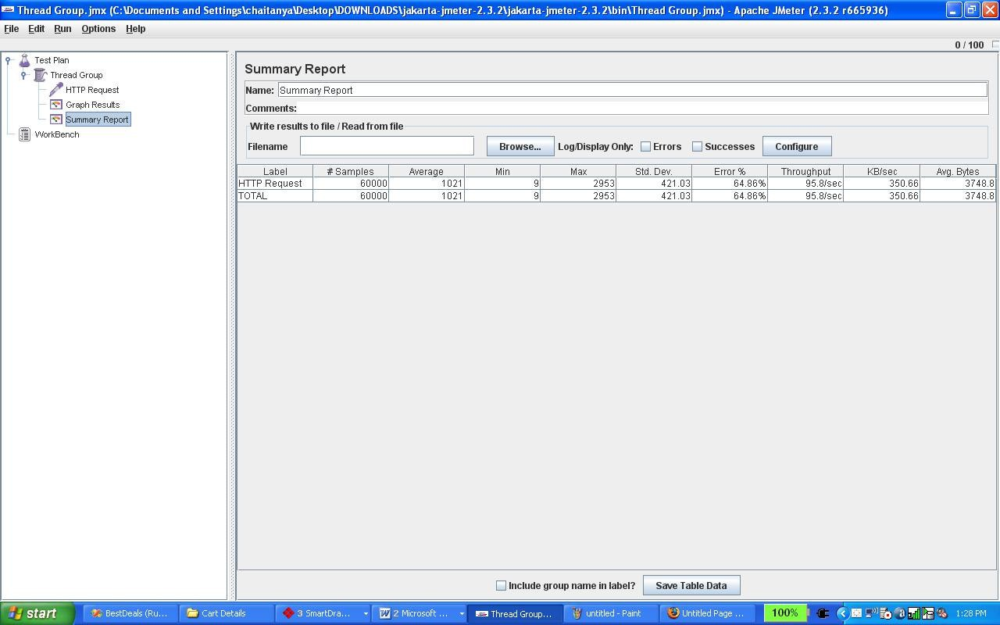 Thread Group.jmx (C:\Documents and Settings\chaitanya\Desktop\DOWNLOADS\jakarta-jmeter-2.3.2\jakarta-jmeter-2.3.2\bin\Thread Group.jmx) - Apache JMeter (2.3.2 r665936)
File Edit Run Options Help
0 / 100
Test Plan
Thread Group
HTTP Request
Graph Results
Summary Report
WorkBench
Summary Report
Name: Summary Report
Comments:
Write results to file / Read from file
Filename Browse... Log/Display Only: Errors Successes Configure
Label # Samples Average Min Max Std. Dev. Error % Throughput KB/sec Avg. Bytes
HTTP Request 60000 1021 9 2953 421.03 64.86% 95.8/sec 350.66 3748.8
TOTAL 60000 1021 9 2953 421.03 64.86% 95.8/sec 350.66 3748.8
Include group name in label? Save Table Data
start BestDeals (Ru... Cart Details 3 SmartDra... 2 Microsoft ... Thread Group... untitled - Paint Untitled Page ... 100% 1:28 PM